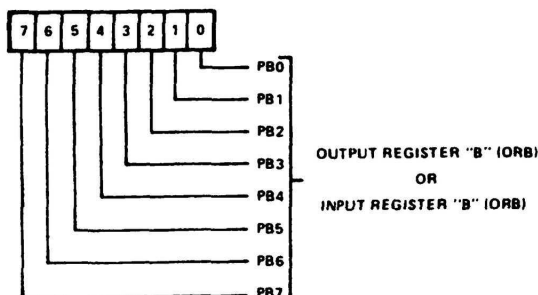 7 6 5 4 3 2 1 0
PB0
PB1
PB2
PB3
OUTPUT REGISTER "B" (ORB)
OR
PB4
INPUT REGISTER "B" (ORB)
PB5
PB6
PB7